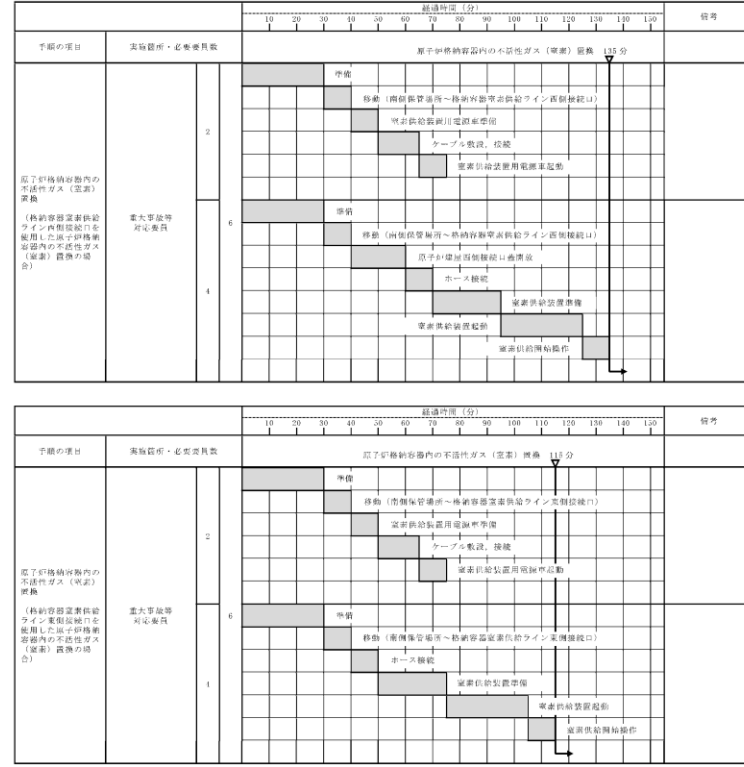 経過時間（分）
備考
10 20 30 40 50 60 70 80 90 100 110 120 130 140 150
手順の項目
実施箇所・必要要員数
原子炉格納容器内の不活性ガス（窒素）置換 135分
原子炉格納容器内の
不活性ガス（窒素）
置換
（格納容器窒素供給
ライン西側接続口を
使用した原子炉格納
容器内の不活性ガス
（窒素）置換の場
合）
重大事故等
対応要員
6
2
準備
移動（南側保管場所～格納容器窒素供給ライン西側接続口）
窒素供給装置用電源車準備
ケーブル敷設，接続
窒素供給装置用電源車起動
4
準備
移動（南側保管場所～格納容器窒素供給ライン西側接続口）
原子炉建屋西側接続口蓋開放
ホース接続
窒素供給装置準備
窒素供給装置起動
窒素供給開始操作
経過時間（分）
備考
10 20 30 40 50 60 70 80 90 100 110 120 130 140 150
手順の項目
実施箇所・必要要員数
原子炉格納容器内の不活性ガス（窒素）置換 115分
原子炉格納容器内の
不活性ガス（窒素）
置換
（格納容器窒素供給
ライン東側接続口を
使用した原子炉格納
容器内の不活性ガス
（窒素）置換の場
合）
重大事故等
対応要員
6
2
準備
移動（南側保管場所～格納容器窒素供給ライン東側接続口）
窒素供給装置用電源車準備
ケーブル敷設，接続
窒素供給装置用電源車起動
4
準備
移動（南側保管場所～格納容器窒素供給ライン東側接続口）
ホース接続
窒素供給装置準備
窒素供給装置起動
窒素供給開始操作